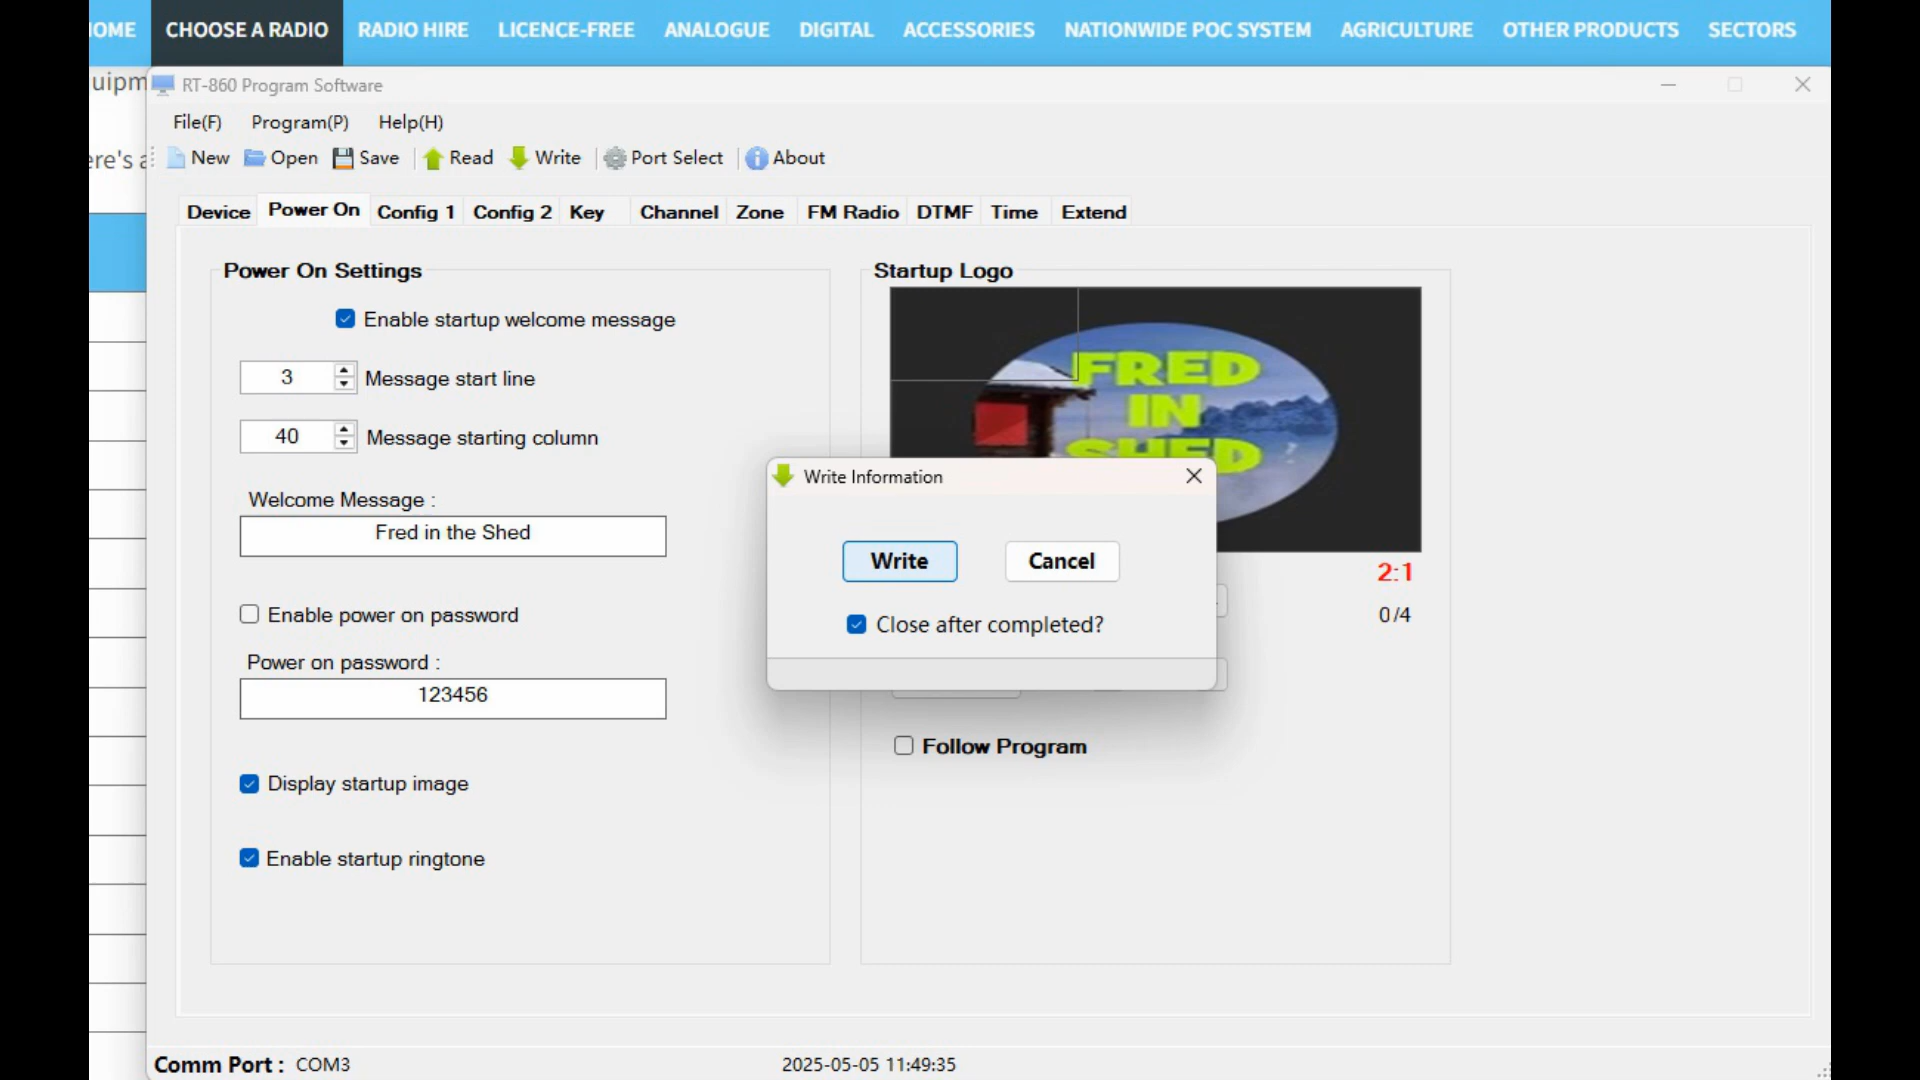 OME CHOOSE A RADIO RADIO HIRE LICENCE-FREE ANALOGUE DIGITAL ACCESSORIES NATIONWIDE POC SYSTEM AGRICULTURE OTHER PRODUCTS SECTORS
uipm
RT-860 Program Software
File(F) Program(P) Help(H)
ere's a
New Open Save Read Write Port Select About
Device Power On Config 1 Config 2 Key Channel Zone FM Radio DTMF Time Extend
Power On Settings
Enable startup welcome message
3 Message start line
40 Message starting column
Welcome Message :
Fred in the Shed
Enable power on password
Power on password :
123456
Display startup image
Enable startup ringtone
Startup Logo
FRED
IN
SHED
2:1
0/4
Follow Program
Write Information
Write Cancel
Close after completed?
Comm Port : COM3 2025-05-05 11:49:35